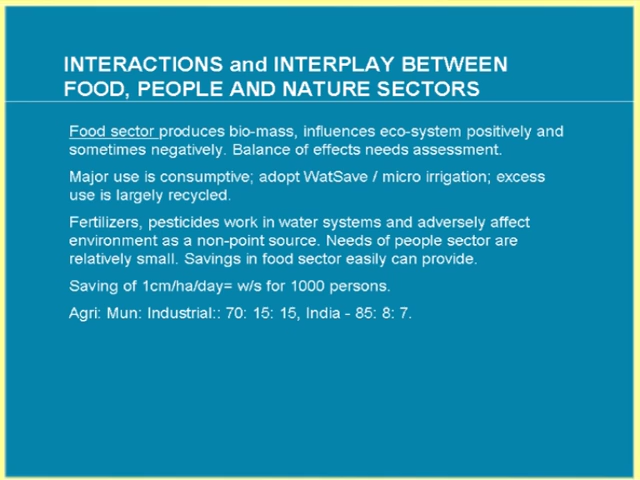 INTERACTIONS and INTERPLAY BETWEEN
FOOD, PEOPLE AND NATURE SECTORS
Food sector produces bio-mass, influences eco-system positively and
sometimes negatively. Balance of effects needs assessment.
Major use is consumptive; adopt WatSave / micro irrigation; excess
use is largely recycled.
Fertilizers, pesticides work in water systems and adversely affect
environment as a non-point source. Needs of people sector are
relatively small. Savings in food sector easily can provide.
Saving of 1cm/ha/day= w/s for 1000 persons.
Agri: Mun: Industrial:: 70: 15: 15, India - 85: 8: 7.